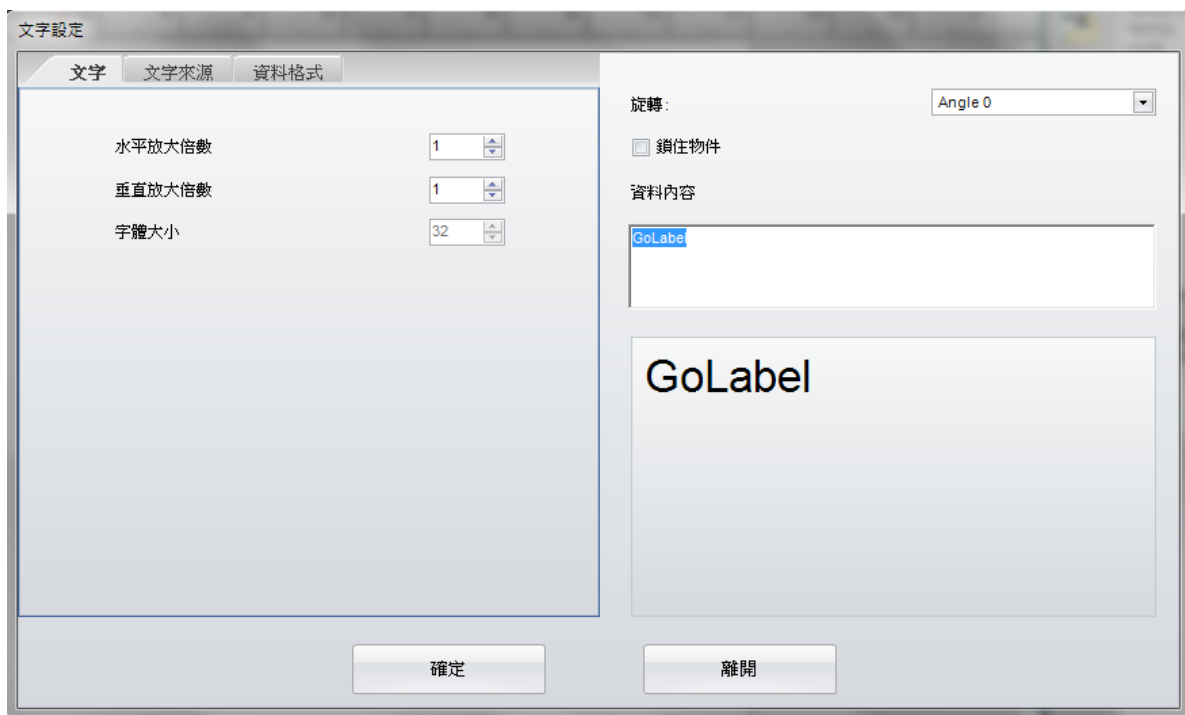 文字設定
文字 文字來源 資料格式
水平放大倍數 1
垂直放大倍數 1
字體大小 32
旋轉: Angle 0
鎖住物件
資料內容
GoLabel
GoLabel
確定 離開